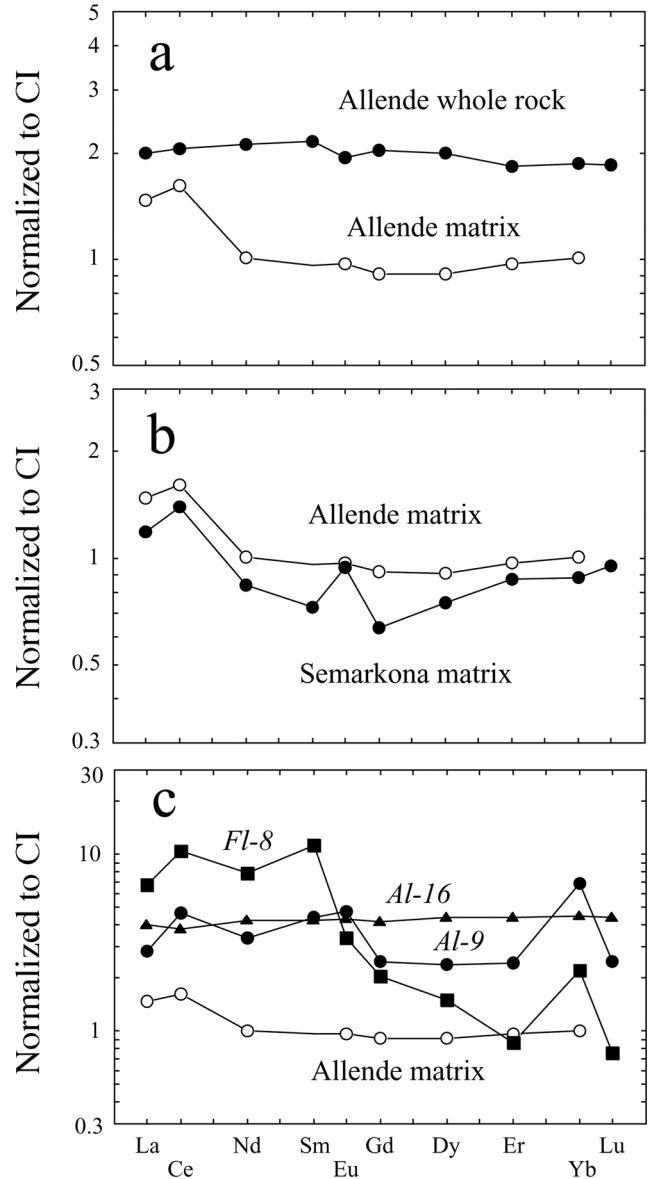 5
a
3
Allende whole rock
2
Allende matrix
1
0.5
Normalized to CI
3
b
2
Allende matrix
1
0.5
Semarkona matrix
0.3
Normalized to CI
30
c
Fl-8
10
Al-16
Al-9
1
Allende matrix
0.3
Normalized to CI
La Nd Sm Gd Dy Er Lu
Ce Eu Yb